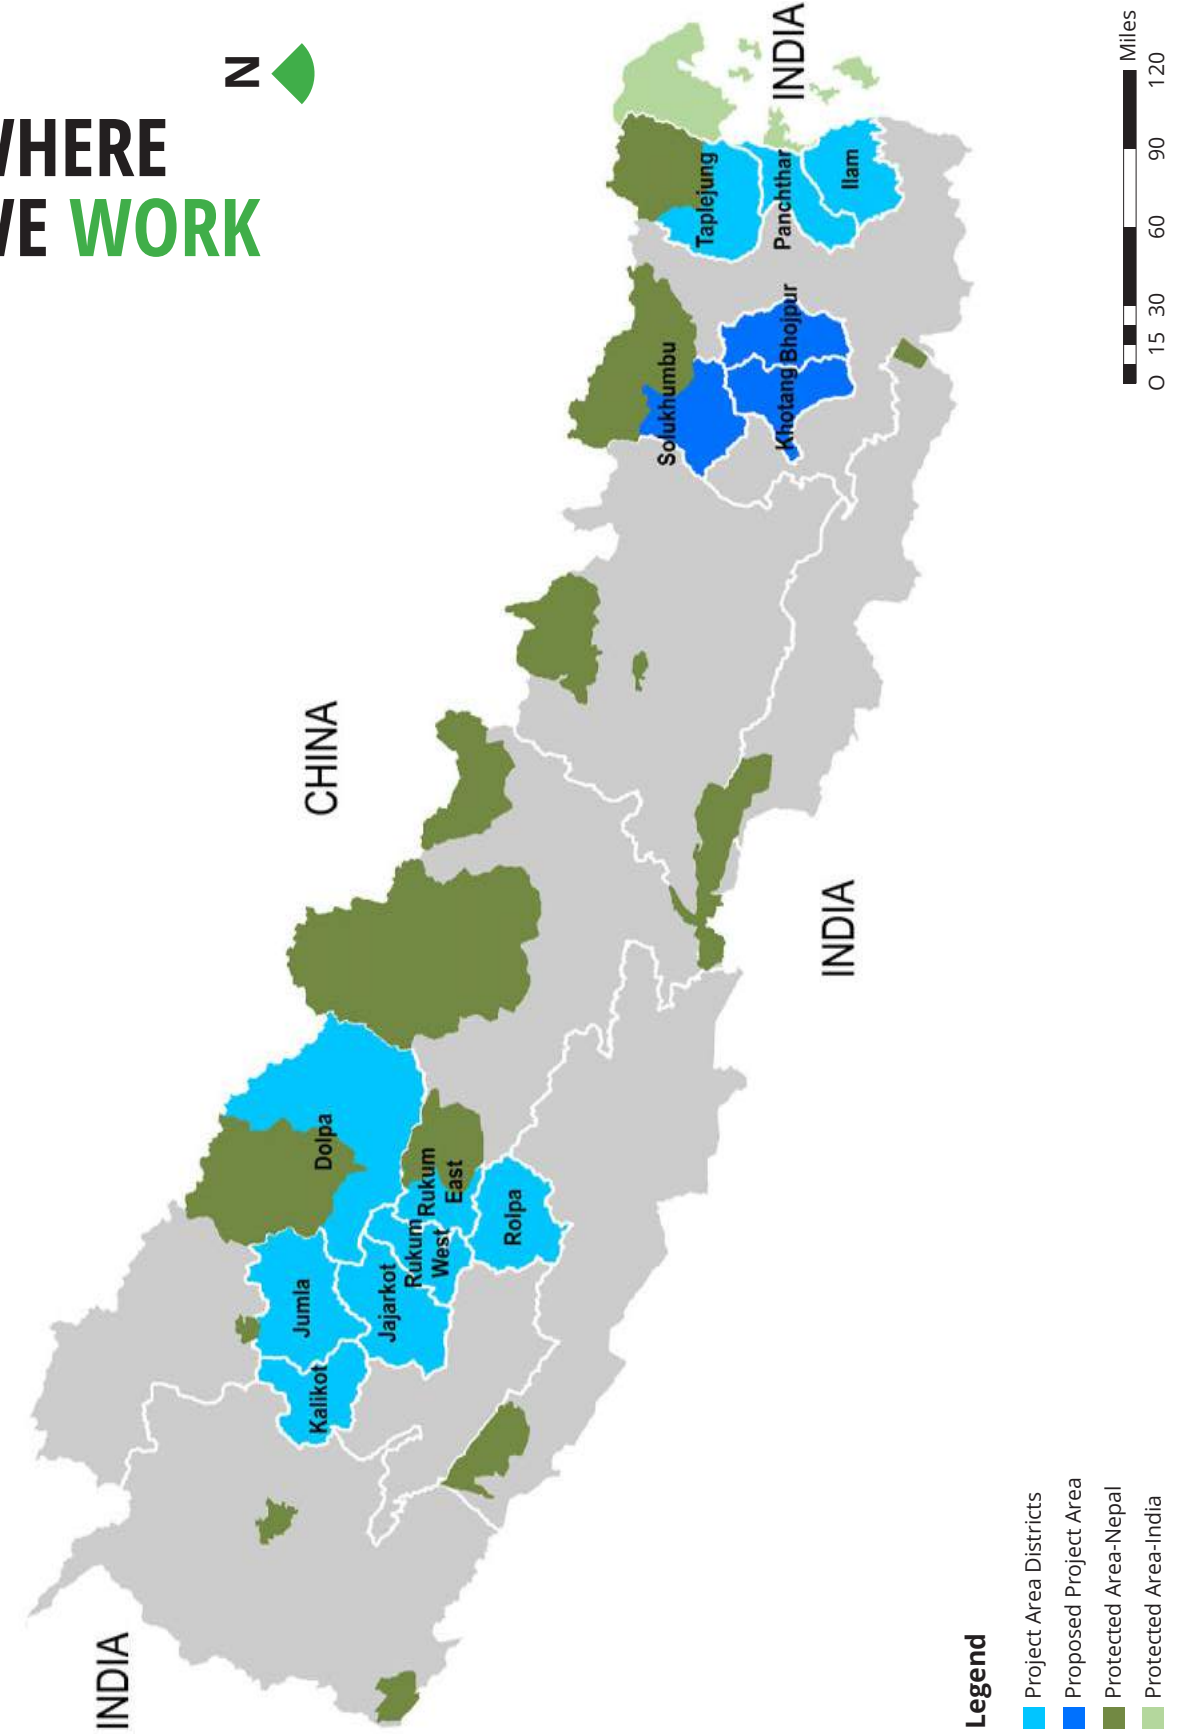 WHERE
WE WORK
N
CHINA
INDIA
INDIA
INDIA
Dolpa
Jumla
Kalikot
Jajarkot
Rukum
West
Rukum
East
Rolpa
Solukhumbu
Khotang
Bhojpur
Taplejung
Panchthar
Ilam
Legend
Project Area Districts
Proposed Project Area
Protected Area-Nepal
Protected Area-India
0 15 30 60 90 120 Miles